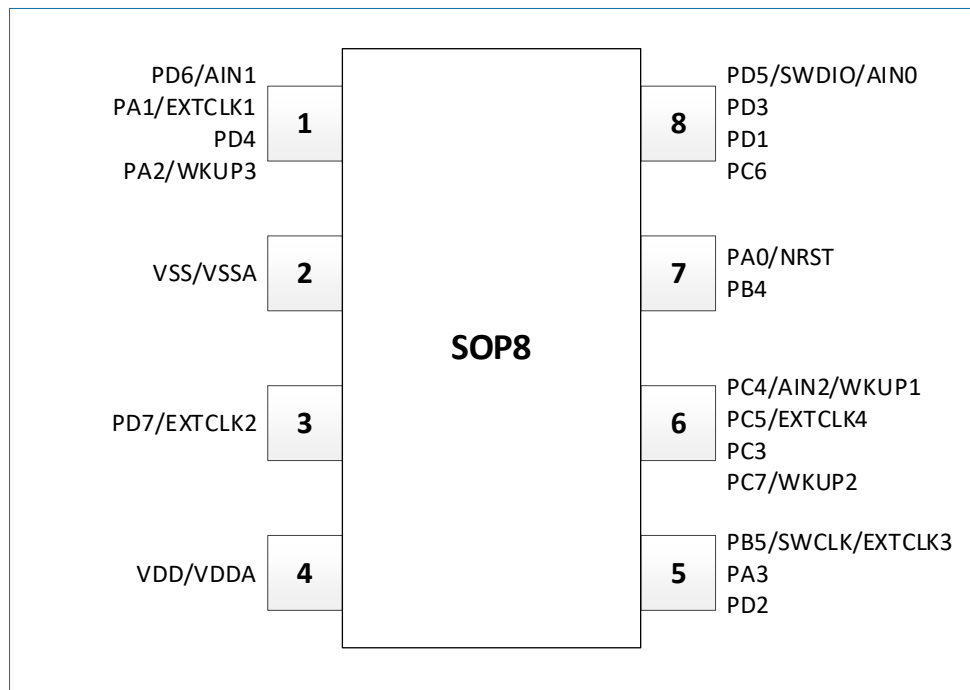 PD6/AIN1
PA1/EXTCLK1
PD4
PA2/WKUP3
1
VSS/VSSA
2
PD7/EXTCLK2
3
VDD/VDDA
4
SOP8
8
PD5/SWDIO/AIN0
PD3
PD1
PC6
7
PA0/NRST
PB4
6
PC4/AIN2/WKUP1
PC5/EXTCLK4
PC3
PC7/WKUP2
5
PB5/SWCLK/EXTCLK3
PA3
PD2